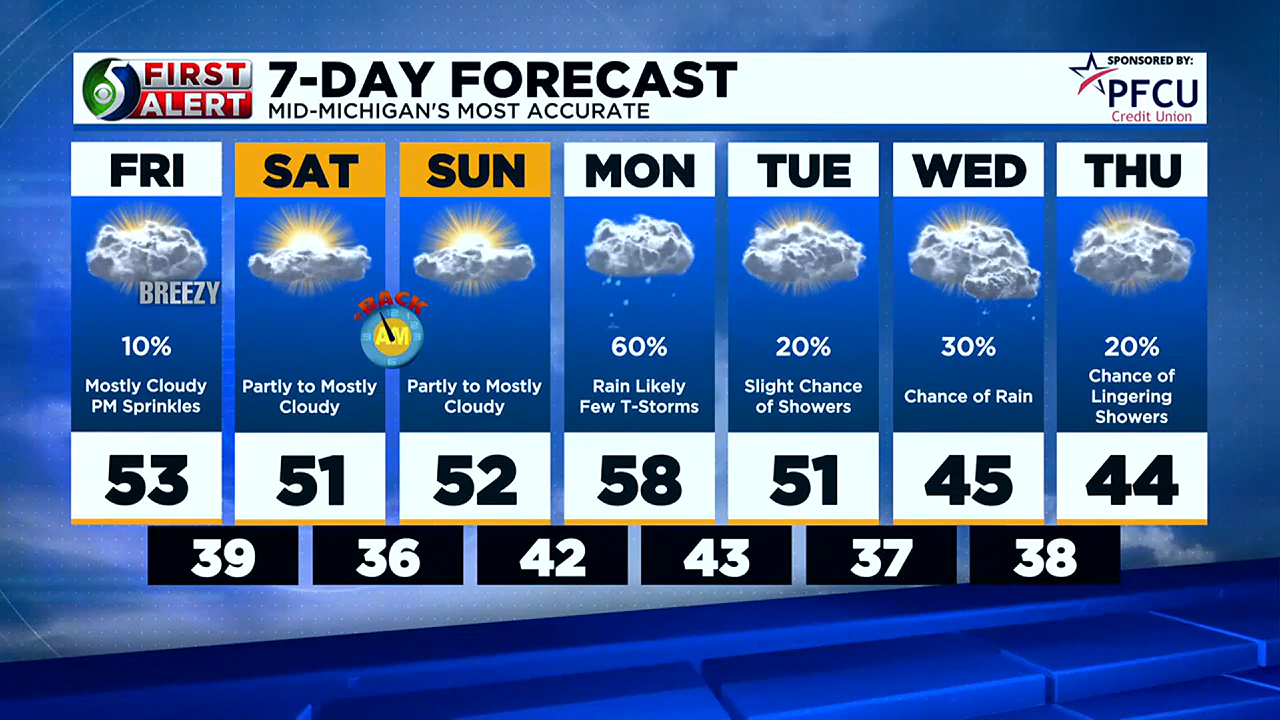 5 FIRST
ALERT
7-DAY FORECAST
MID-MICHIGAN'S MOST ACCURATE
SPONSORED BY:
PFCU
Credit Union
FRI
BREEZY
10%
Mostly Cloudy
PM Sprinkles
53
SAT
Partly to Mostly
Cloudy
51
BACK
AM
SUN
Partly to Mostly
Cloudy
52
MON
60%
Rain Likely
Few T-Storms
58
TUE
20%
Slight Chance
of Showers
51
WED
30%
Chance of Rain
45
THU
20%
Chance of
Lingering
Showers
44
39
36
42
43
37
38